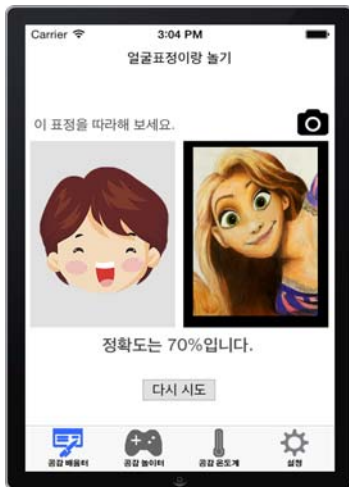 Carrier 3:04 PM
얼굴표정이랑 놀기
이 표정을 따라해 보세요.
정확도는 70%입니다.
다시 시도
공감 배움터 공감 놀이터 공감 온도계 설정